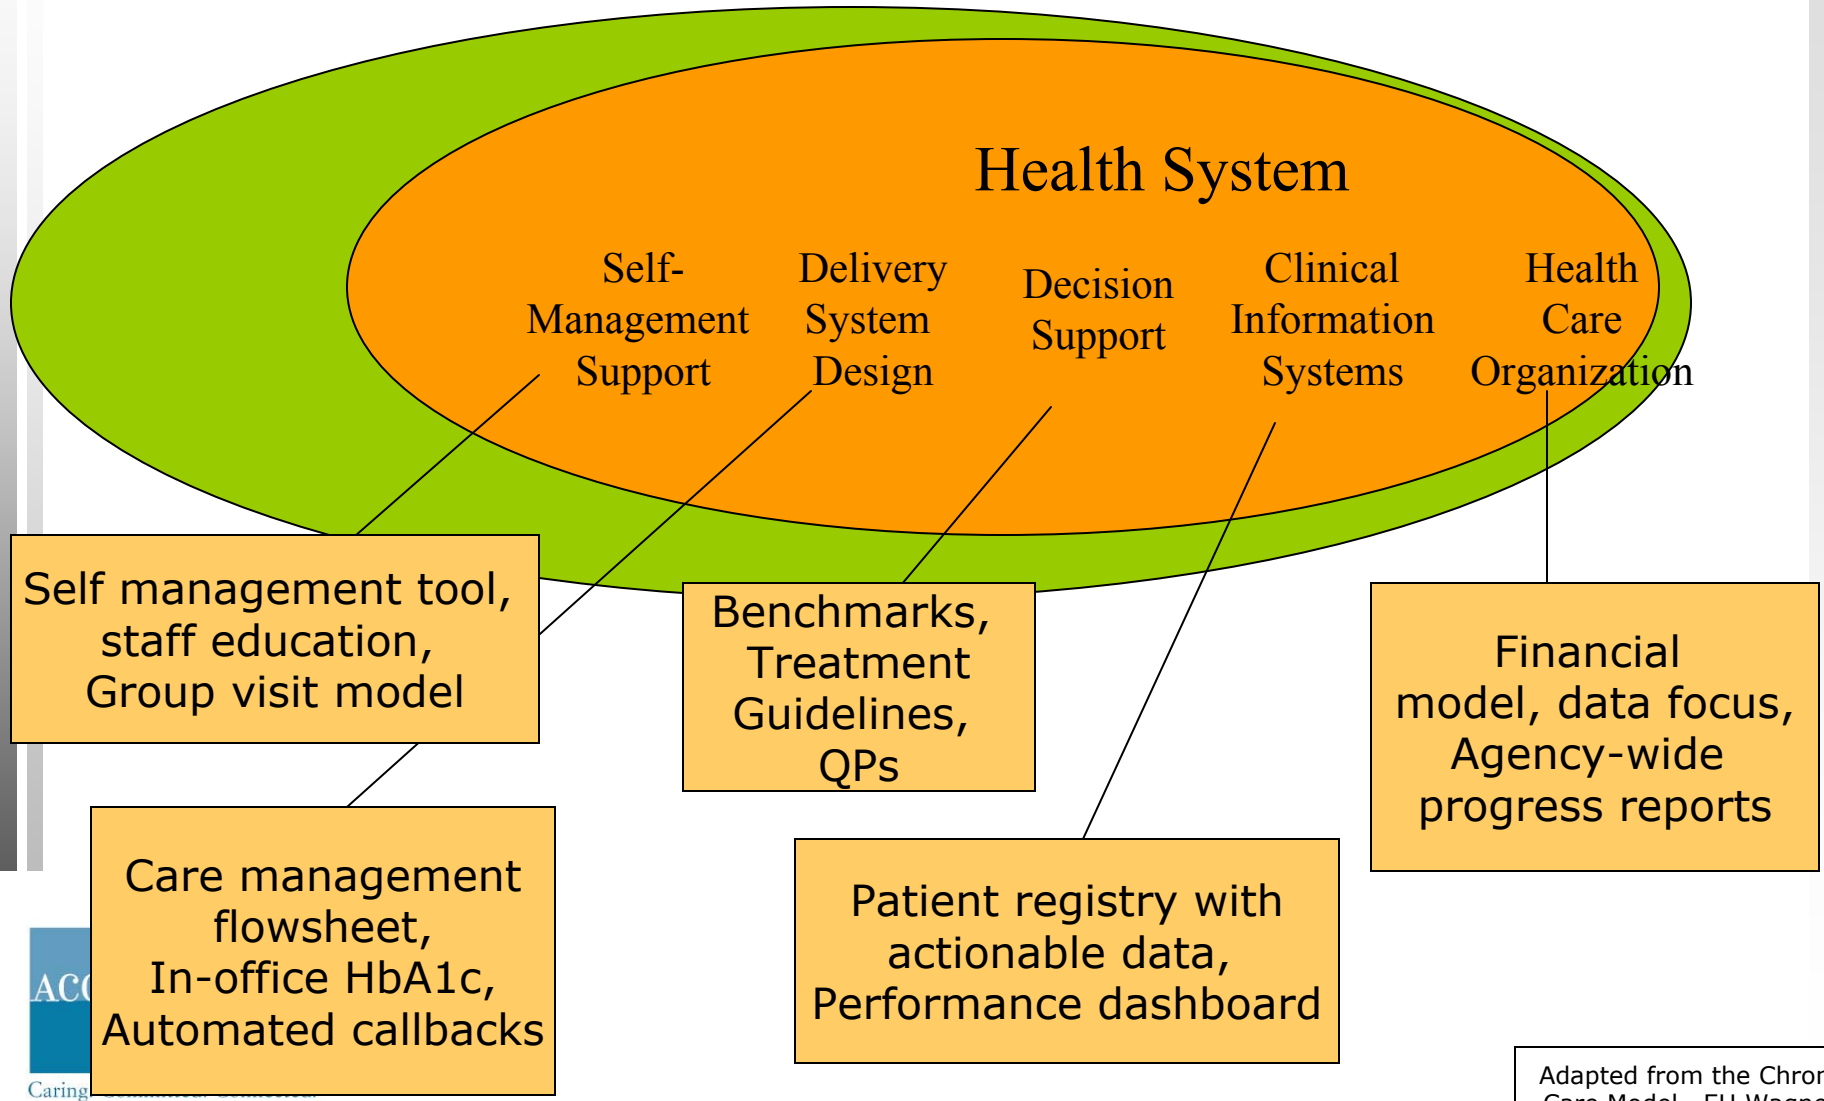 Health System
Self-
Management
Support
Delivery
System
Design
Decision
Support
Clinical
Information
Systems
Health
Care
Organization
Self management tool,
staff education,
Group visit model
Benchmarks,
Treatment
Guidelines,
QPs
Financial
model, data focus,
Agency-wide
progress reports
Care management
flowsheet,
In-office HbA1c,
Automated callbacks
Patient registry with
actionable data,
Performance dashboard
Caring.
Adapted from the